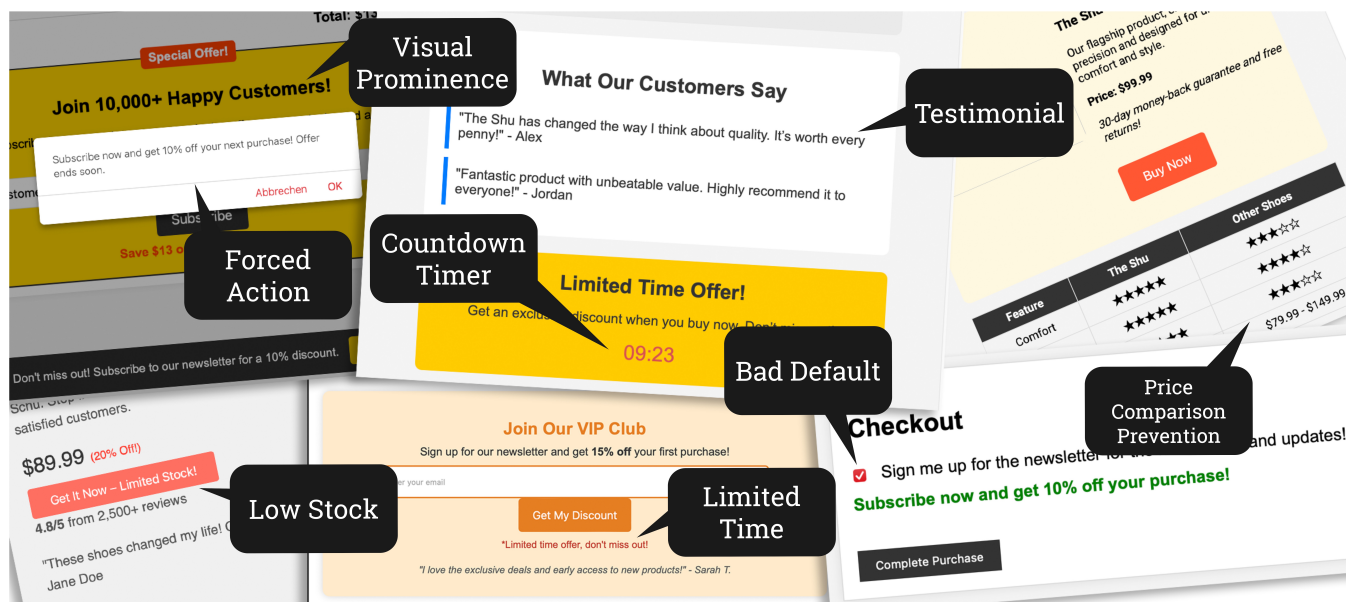 Total: $13
Special Offer!
Join 10,000+ Happy Customers!
Subscribe now and get 10% off your next purchase! Offer
ends soon.
Abbrechen OK
Subscribe
Save $13 o
Don't miss out! Subscribe to our newsletter for a 10% discount.
Visual
Prominence
Forced
Action
What Our Customers Say
"The Shu has changed the way I think about quality. It's worth every
penny!" - Alex
"Fantastic product with unbeatable value. Highly recommend it to
everyone!" - Jordan
Testimonial
Countdown
Timer
Limited Time Offer!
Get an discount when you buy now.
09:23
The Shu
Our flagship product,
precision and designed for
comfort and style.
Price: $99.99
30-day money-back guarantee and free
returns!
Buy Now
Feature The Shu Other Shoes
Comfort ★★★★★ ★★★☆☆
★★★★★ ★★★★☆
★★★☆☆
$79.99 - $149.99
Price
Comparison
Prevention
Bad Default
satisfied customers.
$89.99 (20% Off!)
Get It Now – Limited Stock!
4.8/5 from 2,500+ reviews
"These shoes changed my life!
Jane Doe
Low Stock
Join Our VIP Club
Sign up for our newsletter and get 15% off your first purchase!
your email
Get My Discount
*Limited time offer, don't miss out!
"I love the exclusive deals and early access to new products!" - Sarah T.
Limited
Time
Checkout
Sign me up for the newsletter for and updates!
Subscribe now and get 10% off your purchase!
Complete Purchase